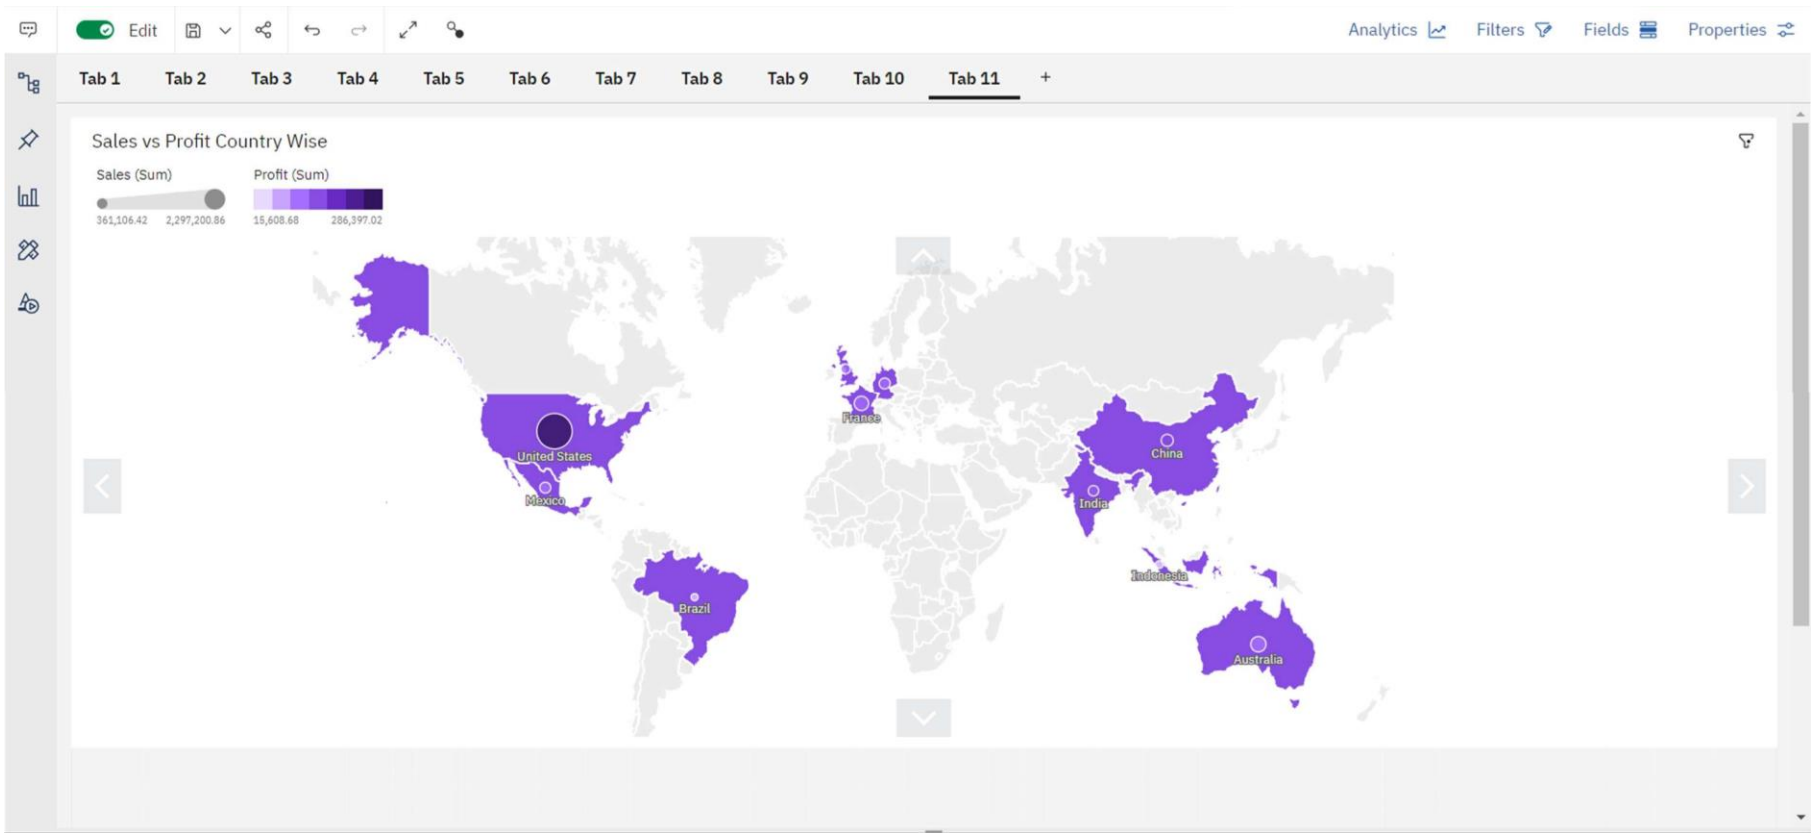 Edit
Analytics Filters Fields Properties
Tab 1 Tab 2 Tab 3 Tab 4 Tab 5 Tab 6 Tab 7 Tab 8 Tab 9 Tab 10 Tab 11 +
Sales vs Profit Country Wise
Sales (Sum) Profit (Sum)
361,106.42 2,297,200.86 15,608.68 286,397.02
France
United States
China
Mexico
India
Indonesia
Brazil
Australia